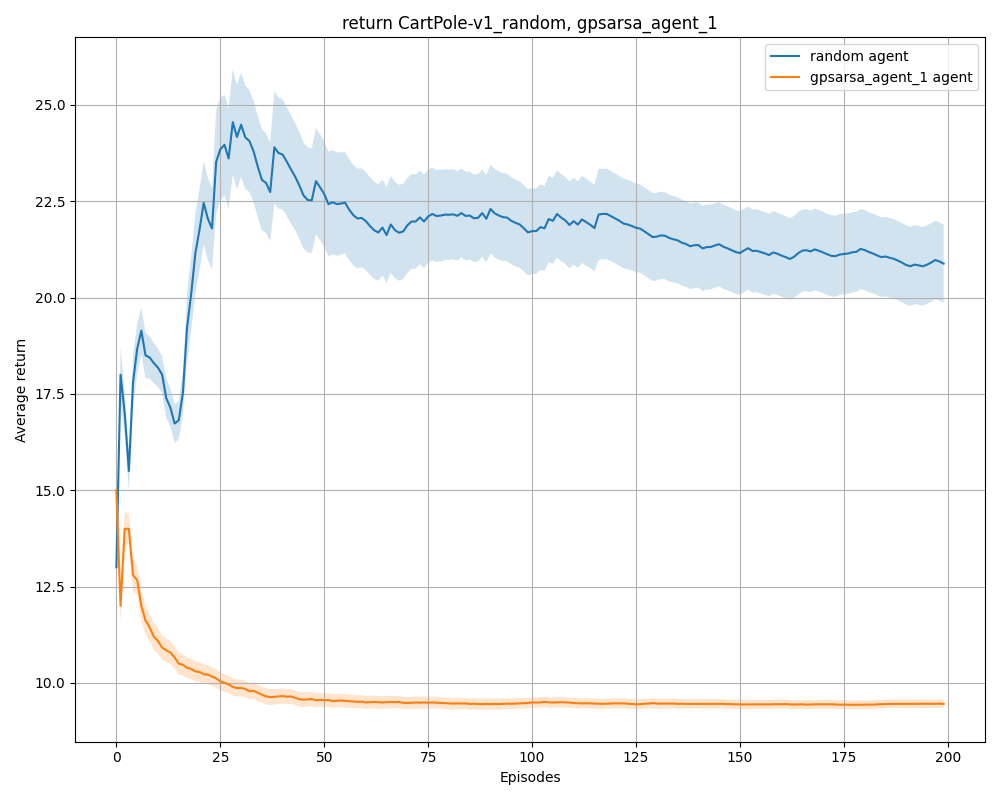 return CartPole-v1_random, gpsarsa_agent_1
random agent
gpsarsa_agent_1 agent
Average return
25.0
22.5
20.0
17.5
15.0
12.5
10.0
0 25 50 75 100 125 150 175 200
Episodes